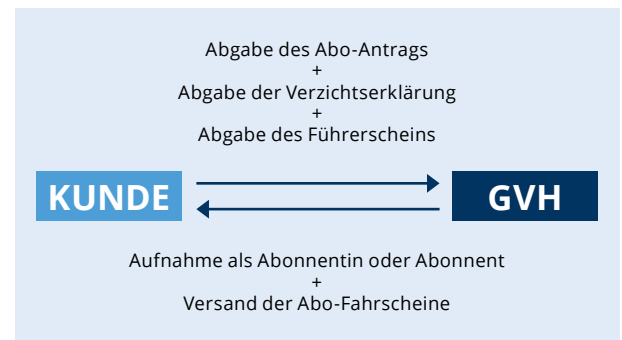 Abgabe des Abo-Antrags
+
Abgabe der Verzichtserklärung
+
Abgabe des Führerscheins
KUNDE
GVH
Aufnahme als Abonnentin oder Abonnent
+
Versand der Abo-Fahrscheine